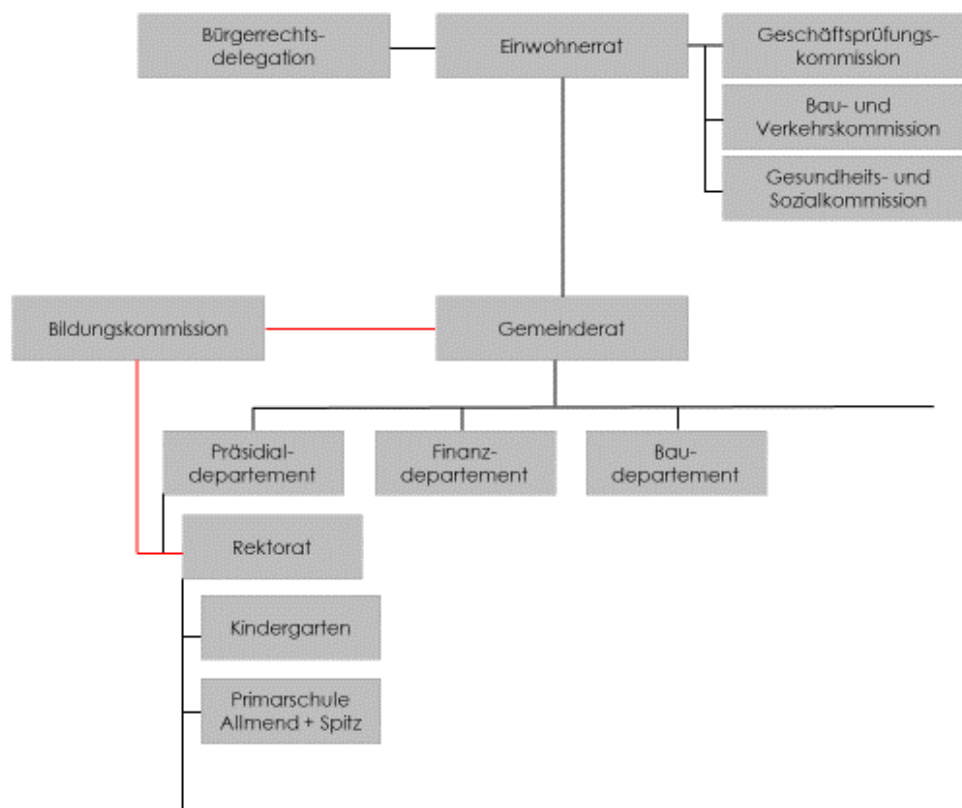 Bürgerrechts-
delegation
Einwohnerrat
Geschäftsprüfungs-
kommission
Bau- und
Verkehrskommission
Gesundheits- und
Sozialkommission
Bildungskommission
Gemeinderat
Präsidial-
departement
Finanz-
departement
Bau-
departement
Rektorat
Kindergarten
Primarschule
Allmend + Spitz